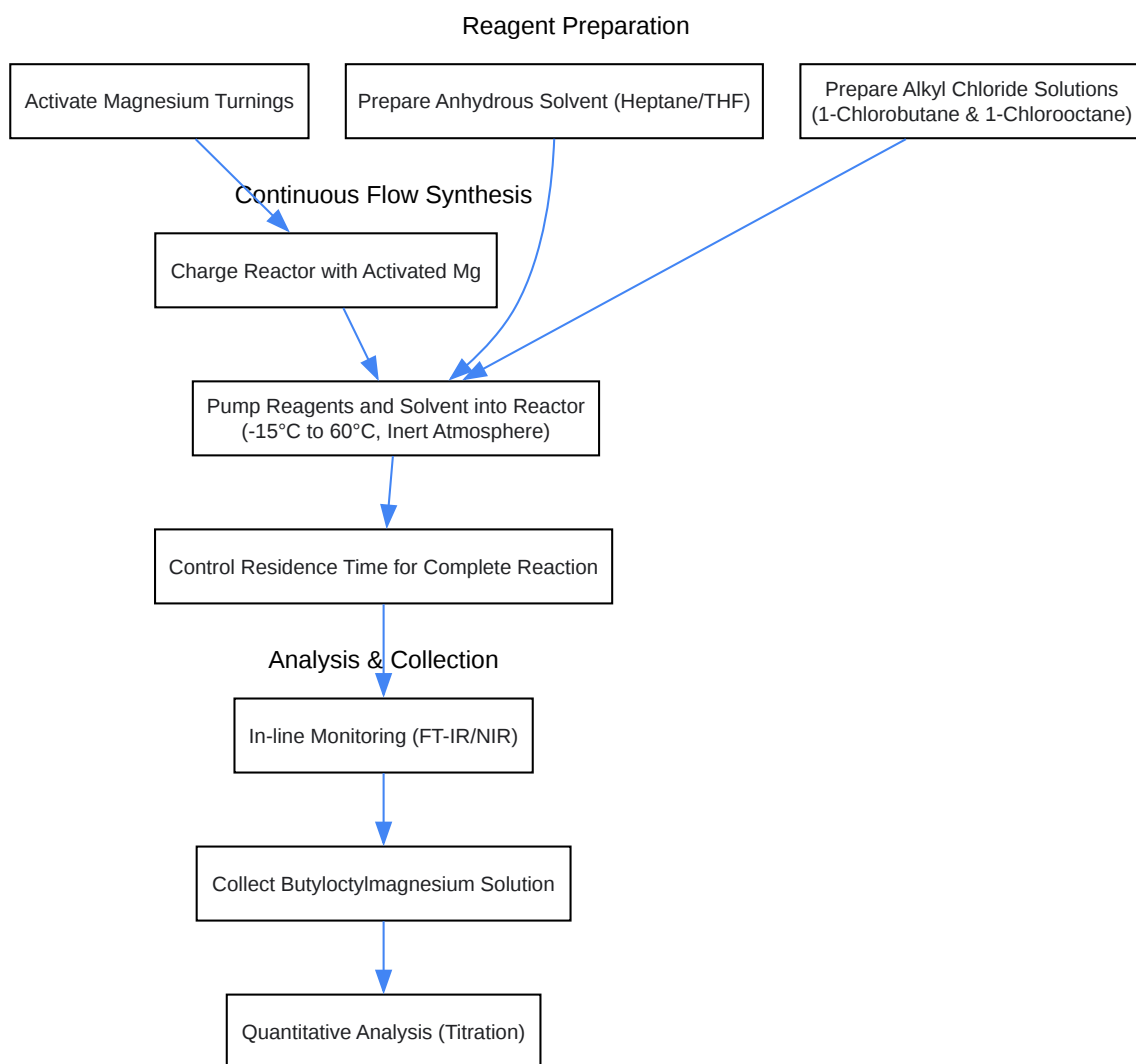 Reagent Preparation
Activate Magnesium Turnings
Prepare Anhydrous Solvent (Heptane/THF)
Prepare Alkyl Chloride Solutions
(1-Chlorobutane & 1-Chlorooctane)
Continuous Flow Synthesis
Charge Reactor with Activated Mg
Pump Reagents and Solvent into Reactor
(-15°C to 60°C, Inert Atmosphere)
Control Residence Time for Complete Reaction
Analysis & Collection
In-line Monitoring (FT-IR/NIR)
Collect Butyloctylmagnesium Solution
Quantitative Analysis (Titration)